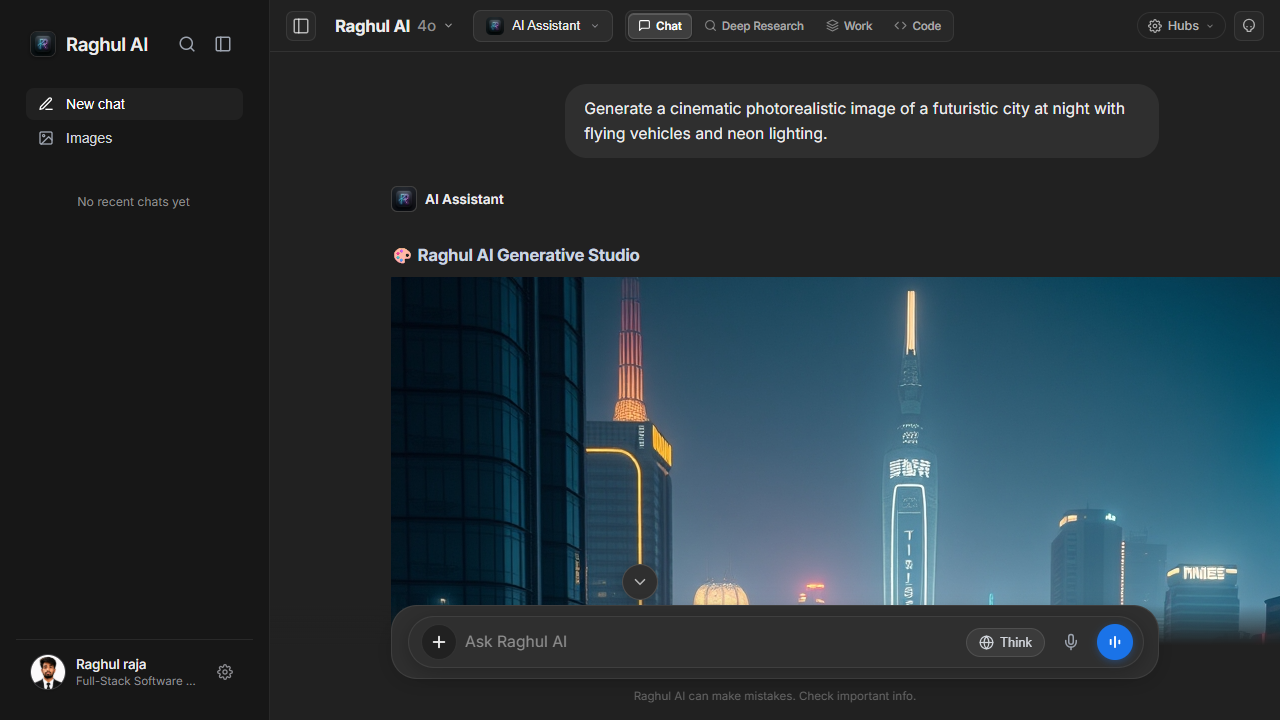 Raghul AI
New chat
Images
No recent chats yet
Raghul raja
Full-Stack Software ...
Raghul AI 4o
AI Assistant
Chat
Deep Research
Work
Code
Hubs
Generate a cinematic photorealistic image of a futuristic city at night with
flying vehicles and neon lighting.
AI Assistant
🎨 Raghul AI Generative Studio
Ask Raghul AI
Think
Raghul AI can make mistakes. Check important info.